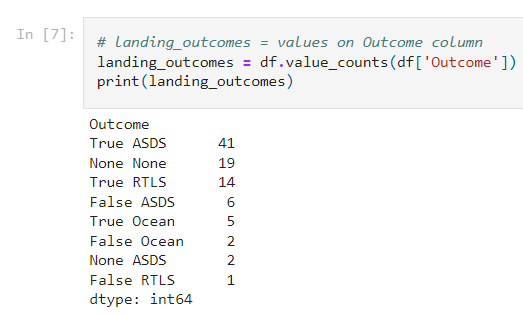 In [7]:
# landing_outcomes = values on Outcome column
landing_outcomes = df.value_counts(df['Outcome'])
print(landing_outcomes)
Outcome
True ASDS      41
None None      19
True RTLS      14
False ASDS      6
True Ocean      5
False Ocean     2
None ASDS       2
False RTLS      1
dtype: int64